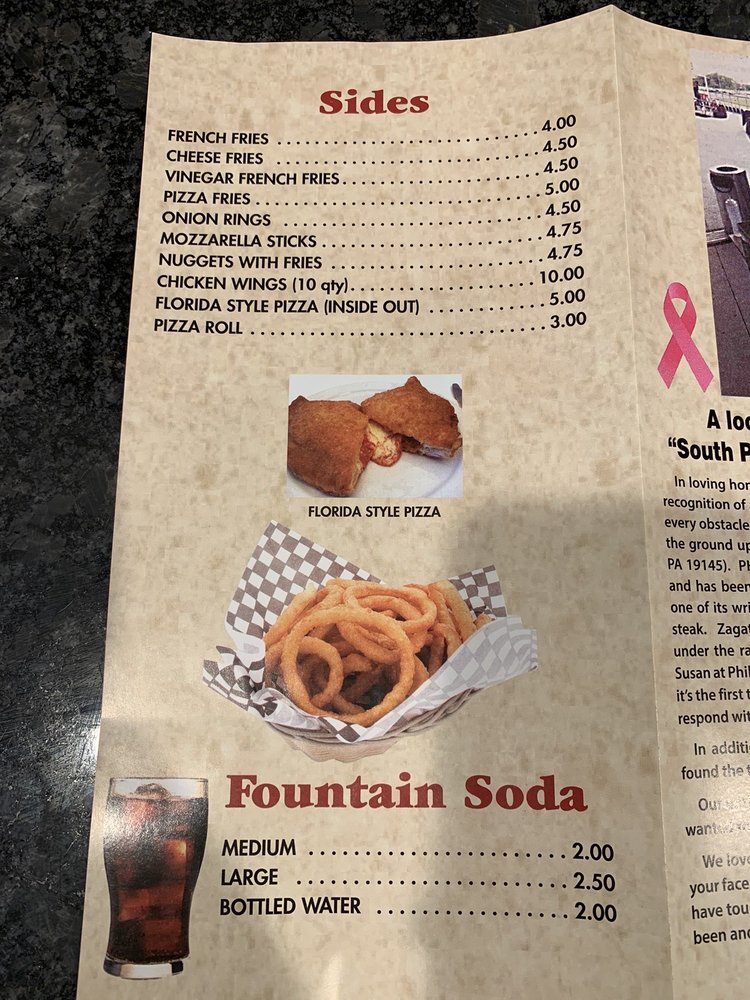 Sides
FRENCH FRIES ............................ 4.00
CHEESE FRIES ............................ 4.50
VINEGAR FRENCH FRIES..................... 4.50
PIZZA FRIES .............................. 5.00
ONION RINGS ............................ 4.50
MOZZARELLA STICKS ........................ 4.75
NUGGETS WITH FRIES ....................... 4.75
CHICKEN WINGS (10 qty).................... 10.00
FLORIDA STYLE PIZZA (INSIDE OUT) ............ 5.00
PIZZA ROLL ............................... 3.00
FLORIDA STYLE PIZZA
Fountain Soda
MEDIUM .......................... 2.00
LARGE ........................... 2.50
BOTTLED WATER ................... 2.00
A loc
"South P
In loving hon
recognition of
every obstacle
the ground up
PA 19145). Ph
and has been
one of its wri
steak. Zagat
under the ra
Susan at Phil
it's the first t
respond wit
In additi
found the t
Our
wanted
We love
your face
have tou
been and